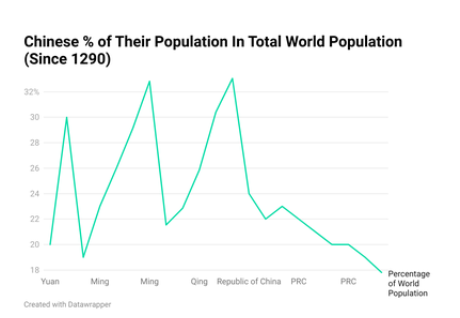 Chinese % of Their Population In Total World Population
(Since 1290)
32%
30
28
26
24
22
20
18
Yuan Ming Ming Qing Republic of China PRC PRC
Percentage
of World
Population
Created with Datawrapper